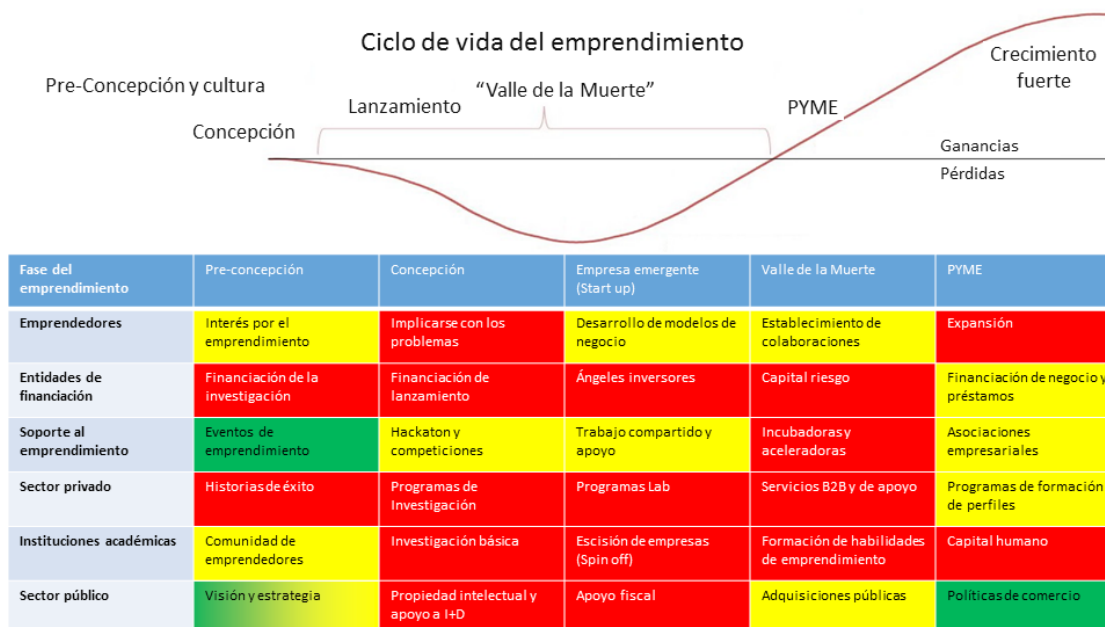 Ciclo de vida del emprendimiento
Crecimiento
fuerte
Pre-Concepción y cultura
"Valle de la Muerte"
Lanzamiento
PYME
Concepción
Ganancias
Pérdidas
Fase del
emprendimiento
Pre-concepción
Concepción
Empresa emergente
(Start up)
Valle de la Muerte
PYME
Emprendedores
Interés por el
emprendimiento
Implicarse con los
problemas
Desarrollo de modelos de
negocio
Establecimiento de
colaboraciones
Expansión
Entidades de
financiación
Financiación de la
investigación
Financiación de
lanzamiento
Ángeles inversores
Capital riesgo
Financiación de negocio y
préstamos
Soporte al
emprendimiento
Eventos de
emprendimiento
Hackaton y
competiciones
Trabajo compartido y
apoyo
Incubadoras y
aceleradoras
Asociaciones
empresariales
Sector privado
Historias de éxito
Programas de
Investigación
Programas Lab
Servicios B2B y de apoyo
Programas de formación
de perfiles
Instituciones académicas
Comunidad de
emprendedores
Investigación básica
Escisión de empresas
(Spin off)
Formación de habilidades
de emprendimiento
Capital humano
Sector público
Visión y estrategia
Propiedad intelectual y
apoyo a I+D
Apoyo fiscal
Adquisiciones públicas
Políticas de comercio